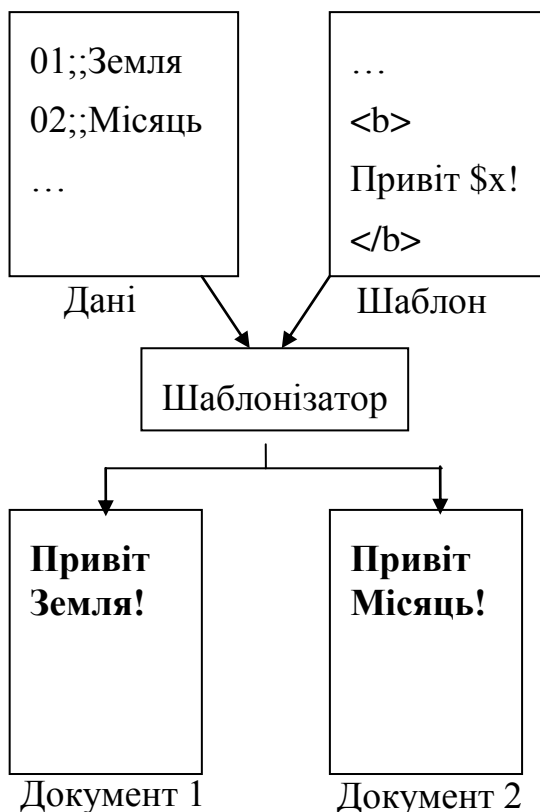 01;;Земля
02;;Місяць
…
Дані
…
<b>
Привіт $x!
</b>
Шаблон
Шаблонізатор
Привіт
Земля!
Документ 1
Привіт
Місяць!
Документ 2